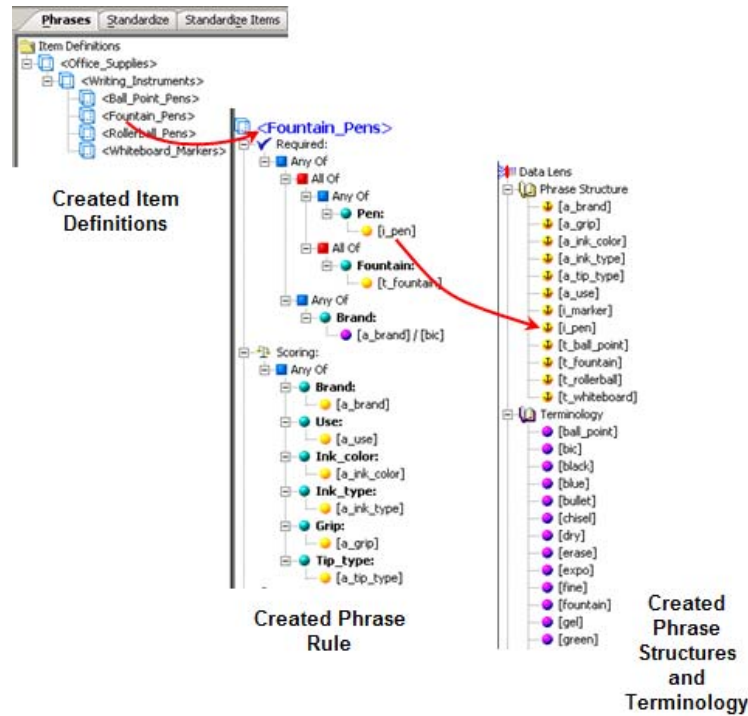 Phrases Standardize Standardize Items
Item Definitions
<Office_Supplies>
<Writing_Instruments>
<Ball_Point_Pens>
<Fountain_Pens>
<Rollerball_Pens>
<Whiteboard_Markers>
Created Item
Definitions
<Fountain_Pens>
Required:
Any Of
All Of
Any Of
Pen:
[i_pen]
All Of
Fountain:
[t_fountain]
Any Of
Brand:
[a_brand] / [bic]
Scoring:
Any Of
Brand:
[a_brand]
Use:
[a_use]
Ink_color:
[a_ink_color]
Ink_type:
[a_ink_type]
Grip:
[a_grip]
Tip_type:
[a_tip_type]
Created Phrase
Rule
Data Lens
Phrase Structure
[a_brand]
[a_grip]
[a_ink_color]
[a_ink_type]
[a_tip_type]
[a_use]
[i_marker]
[i_pen]
[t_ball_point]
[t_fountain]
[t_rollerball]
[t_whiteboard]
Terminology
[ball_point]
[bic]
[black]
[blue]
[bullet]
[chisel]
[dry]
[erase]
[expo]
[fine]
[fountain]
[gel]
[green]
Created
Phrase
Structures
and
Terminology